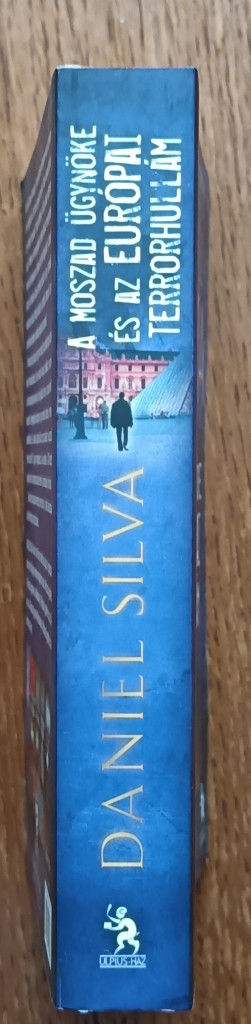 A MOSZAD ÜGYNÖKE
ÉS AZ EURÓPAI
TERRORHULLÁM
DANIEL SILVA
ULPIUS-HÁZ